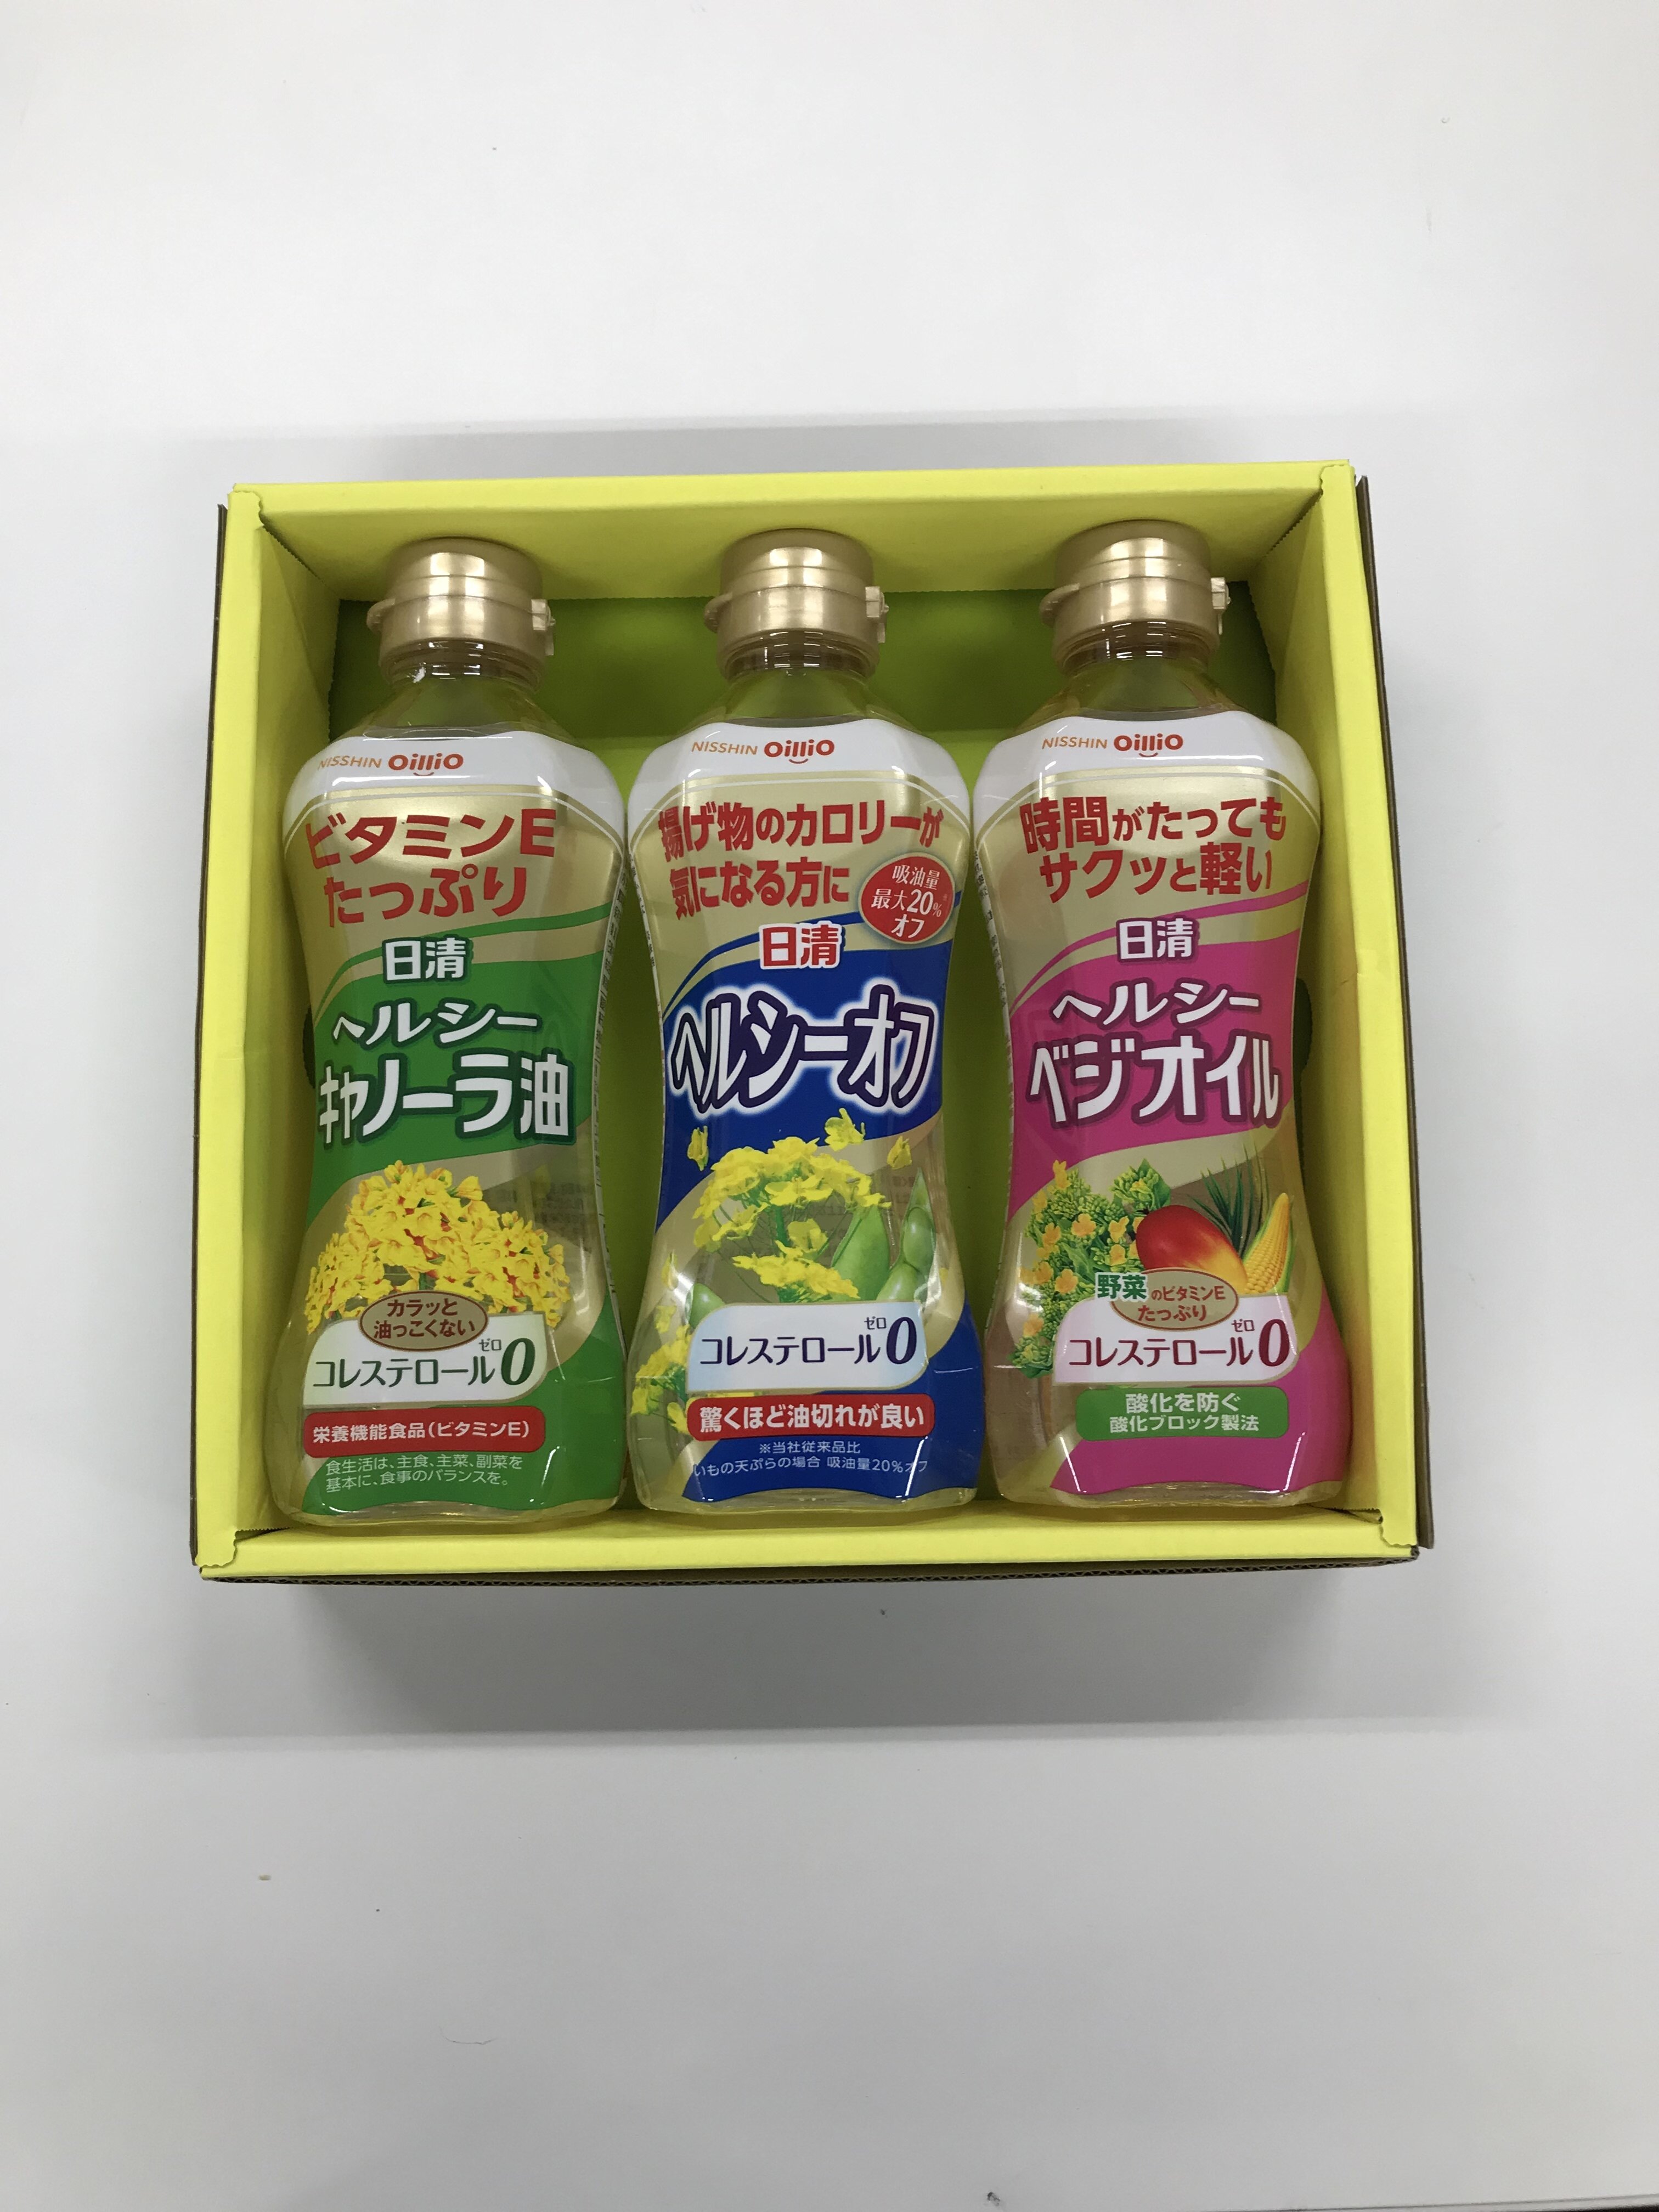 NISSHIN OilliO
ビタミンE
たっぷり
日清
ヘルシー
キャノーラ油
カラッと
油っこくない
ゼロ
コレステロール0
栄養機能食品(ビタミンE)
食生活は、主食、主菜、副菜を
基本に、食事のバランスを。
NISSHIN OilliO
揚げ物のカロリーが
気になる方に
吸油量
最大20%※
オフ
日清
ヘルシーオフ
ゼロ
コレステロール0
驚くほど油切れが良い
※当社従来品比
いもの天ぷらの場合 吸油量20%オフ
NISSHIN OilliO
時間がたっても
サクッと軽い
日清
ヘルシー
ベジオイル
野菜のビタミンE
たっぷり
ゼロ
コレステロール0
酸化を防ぐ
酸化ブロック製法